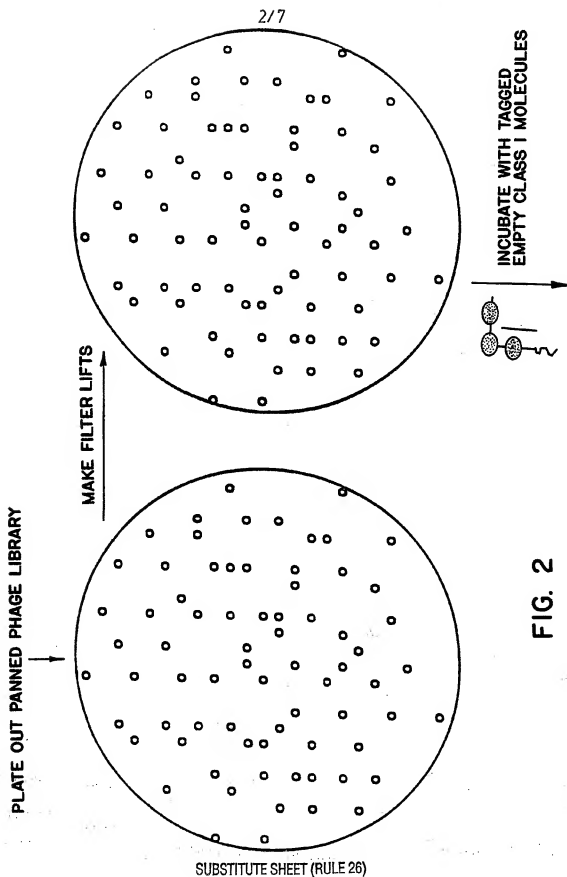 2/7
PLATE OUT PANNED PHAGE LIBRARY
MAKE FILTER LIFTS
INCUBATE WITH TAGGED
EMPTY CLASS I MOLECULES
FIG. 2
SUBSTITUTE SHEET (RULE 26)